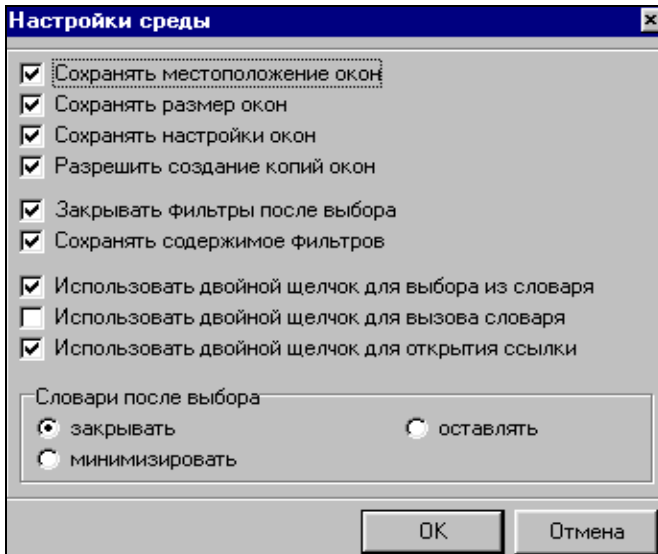 Настройки среды
Сохранять местоположение окон
Сохранять размер окон
Сохранять настройки окон
Разрешить создание копий окон
Закрывать фильтры после выбора
Сохранять содержимое фильтров
Использовать двойной щелчок для выбора из словаря
Использовать двойной щелчок для вызова словаря
Использовать двойной щелчок для открытия ссылки
Словари после выбора
закрывать оставлять
минимизировать
OK Отмена